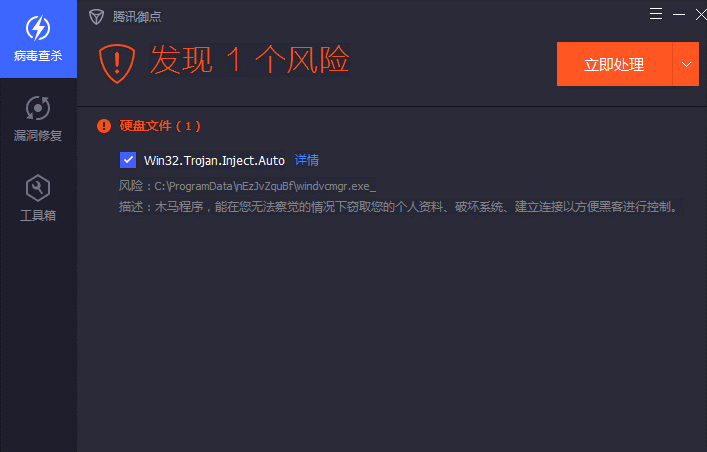 腾讯御点
病毒查杀
发现 1 个风险
立即处理
漏洞修复
硬盘文件（1）
Win32.Trojan.Inject.Auto 详情
风险：C:\ProgramData\nEzJvZquBf\windvcmgr.exe_
描述：木马程序，能在您无法察觉的情况下窃取您的个人资料、破坏系统、建立连接以方便黑客进行控制。
工具箱